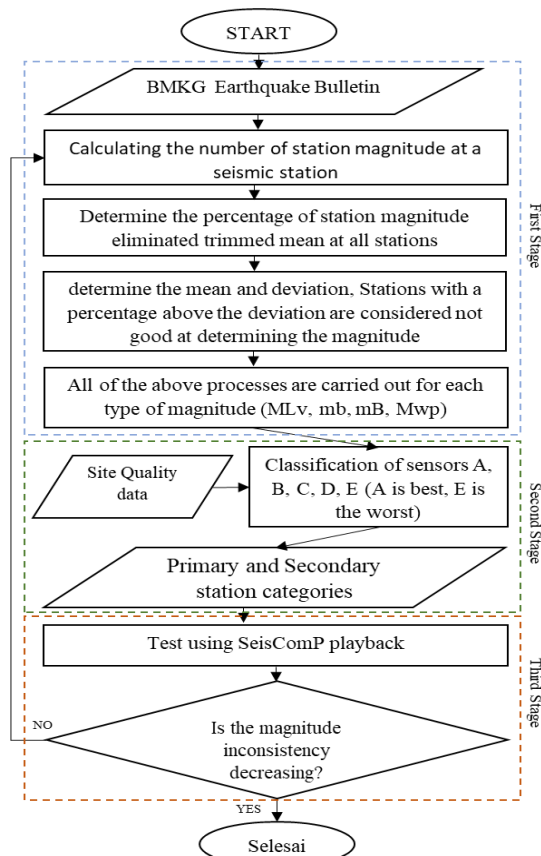 START
BMKG Earthquake Bulletin
Calculating the number of station magnitude at a
seismic station
Determine the percentage of station magnitude
eliminated trimmed mean at all stations
determine the mean and deviation, Stations with a
percentage above the deviation are considered not
good at determining the magnitude
All of the above processes are carried out for each
type of magnitude (MLv, mb, mB, Mwp)
First Stage
Site Quality
data
Classification of sensors A,
B, C, D, E (A is best, E is
the worst)
Primary and Secondary
station categories
Second Stage
Test using SeisComP playback
NO
Is the magnitude
inconsistency
decreasing?
Third Stage
YES
Selesai